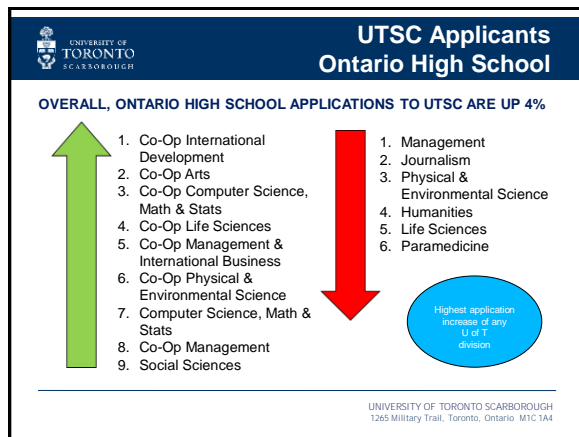 UNIVERSITY OF
TORONTO
SCARBOROUGH
UTSC Applicants
Ontario High School
OVERALL, ONTARIO HIGH SCHOOL APPLICATIONS TO UTSC ARE UP 4%
1. Co-Op International
Development
2. Co-Op Arts
3. Co-Op Computer Science,
Math & Stats
4. Co-Op Life Sciences
5. Co-Op Management &
International Business
6. Co-Op Physical &
Environmental Science
7. Computer Science, Math &
Stats
8. Co-Op Management
9. Social Sciences
1. Management
2. Journalism
3. Physical &
Environmental Science
4. Humanities
5. Life Sciences
6. Paramedicine
Highest application
increase of any
U of T
division
UNIVERSITY OF TORONTO SCARBOROUGH
1265 Military Trail, Toronto, Ontario M1C 1A4